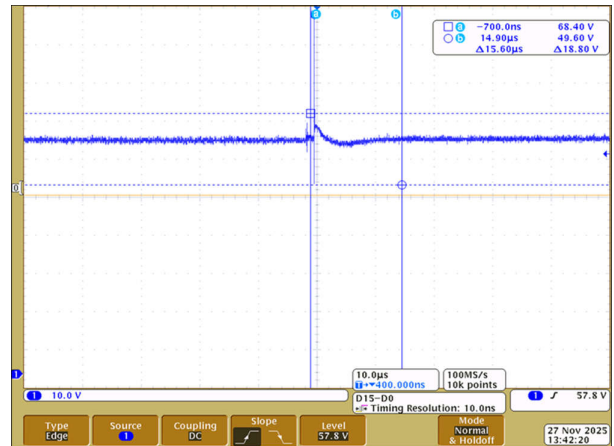 a
b
a -700.0ns 68.40 V
b 14.90µs 49.60 V
Δ15.60µs Δ18.80 V
0
1
1 10.0 V
10.0µs
T→▼400.000ns
100MS/s
10k points
1 ∫ 57.8 V
D15-D0
Timing Resolution: 10.0ns
Type
Edge
Source
1
Coupling
DC
Slope
Level
57.8 V
Mode
Normal
& Holdoff
27 Nov 2025
13:42:20